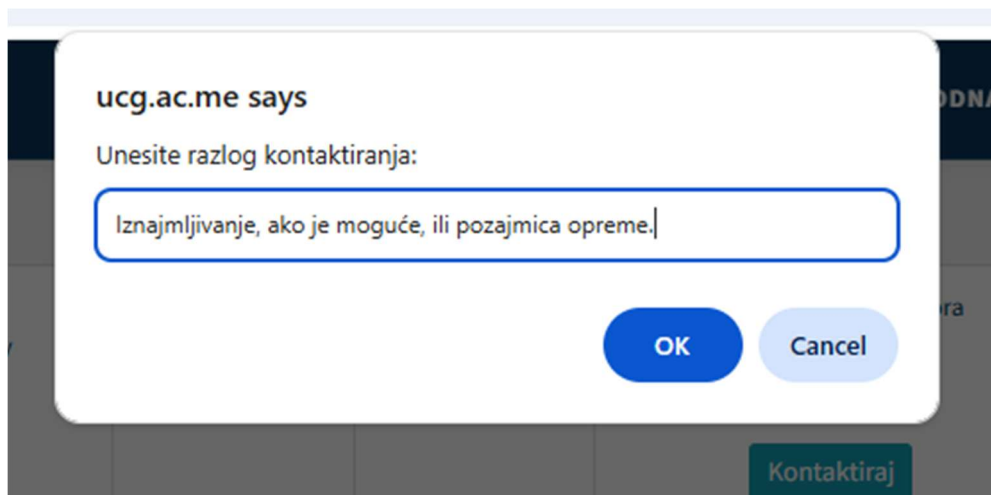 ucg.ac.me says
Unesite razlog kontaktiranja:
Iznajmljivanje, ako je moguće, ili pozajmica opreme.
OK Cancel
Kontaktiraj